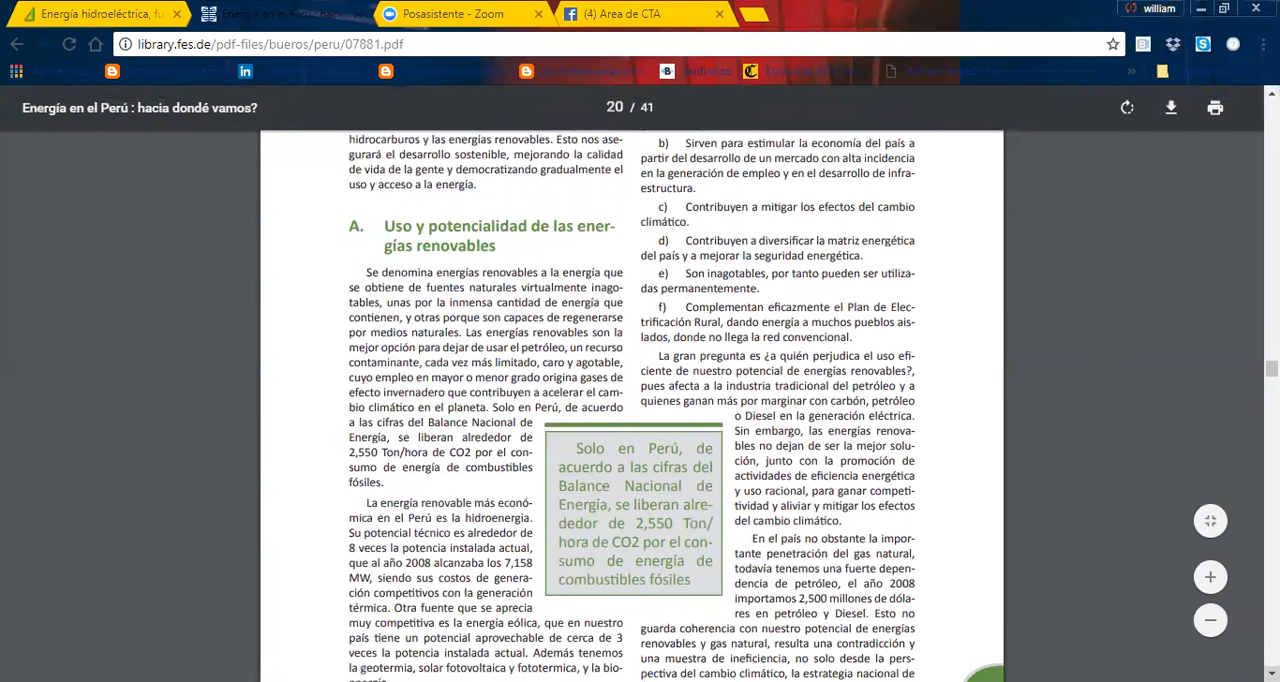 Energía hidroeléctrica, fu
Energía en el Perú: hac
Posasistente - Zoom
(4) Area de CTA
william
library.fes.de/pdf-files/bueros/peru/07881.pdf
Energía en el Perú : hacia dondé vamos?
20 / 41
hidrocarburos y las energías renovables. Esto nos ase-
gurará el desarrollo sostenible, mejorando la calidad
de vida de la gente y democratizando gradualmente el
uso y acceso a la energía.
A. Uso y potencialidad de las ener-
gías renovables
Se denomina energías renovables a la energía que
se obtiene de fuentes naturales virtualmente inago-
tables, unas por la inmensa cantidad de energía que
contienen, y otras porque son capaces de regenerarse
por medios naturales. Las energías renovables son la
mejor opción para dejar de usar el petróleo, un recurso
contaminante, cada vez más limitado, caro y agotable,
cuyo empleo en mayor o menor grado origina gases de
efecto invernadero que contribuyen a acelerar el cam-
bio climático en el planeta. Solo en Perú, de acuerdo
a las cifras del Balance Nacional de
Energía, se liberan alrededor de
2,550 Ton/hora de CO2 por el con-
sumo de energía de combustibles
fósiles.
La energía renovable más econó-
mica en el Perú es la hidroenergia.
Su potencial técnico es alrededor de
8 veces la potencia instalada actual,
que al año 2008 alcanzaba los 7,158
MW, siendo sus costos de genera-
ción competitivos con la generación
térmica. Otra fuente que se aprecia
muy competitiva es la energía eólica, que en nuestro
país tiene un potencial aprovechable de cerca de 3
veces la potencia instalada actual. Además tenemos
la geotermia, solar fotovoltaica y fototermica, y la bio-
energía.
Solo en Perú, de
acuerdo a las cifras del
Balance Nacional de
Energía, se liberan alre-
dedor de 2,550 Ton/
hora de CO2 por el con-
sumo de energía de
combustibles fósiles
b) Sirven para estimular la economía del país a
partir del desarrollo de un mercado con alta incidencia
en la generación de empleo y en el desarrollo de infra-
estructura.
c) Contribuyen a mitigar los efectos del cambio
climático.
d) Contribuyen a diversificar la matriz energética
del país y a mejorar la seguridad energética.
e) Son inagotables, por tanto pueden ser utiliza-
das permanentemente.
f) Complementan eficazmente el Plan de Elec-
trificación Rural, dando energía a muchos pueblos ais-
lados, donde no llega la red convencional.
La gran pregunta es ¿a quién perjudica el uso efi-
ciente de nuestro potencial de energías renovables?,
pues afecta a la industria tradicional del petróleo y a
quienes ganan más por marginar con carbón, petróleo
o Diesel en la generación eléctrica.
Sin embargo, las energías renova-
bles no dejan de ser la mejor solu-
ción, junto con la promoción de
actividades de eficiencia energética
y uso racional, para ganar competi-
tividad y aliviar y mitigar los efectos
del cambio climático.
En el país no obstante la impor-
tante penetración del gas natural,
todavía tenemos una fuerte depen-
dencia de petróleo, el año 2008
importamos 2,500 millones de dóla-
res en petróleo y Diesel. Esto no
guarda coherencia con nuestro potencial de energías
renovables y gas natural, resulta una contradicción y
una muestra de ineficiencia, no solo desde la pers-
pectiva del cambio climático, la estrategia nacional de